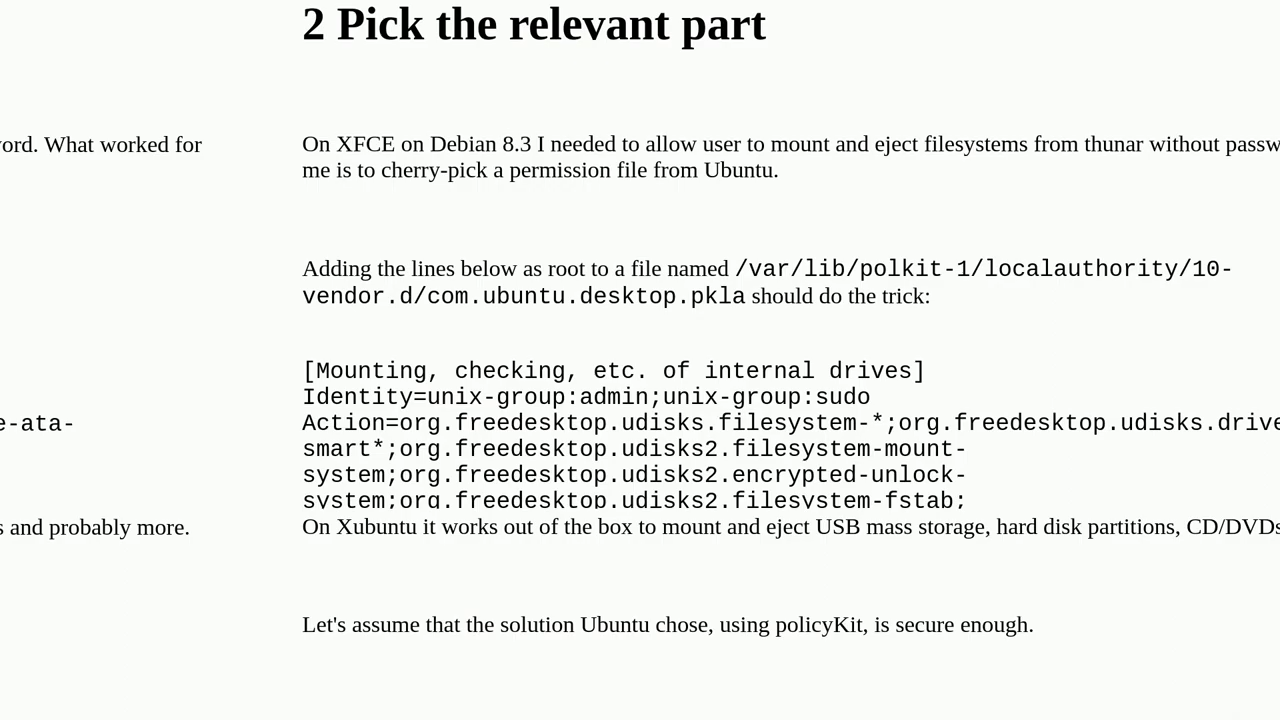 2 Pick the relevant part
ord. What worked for
On XFCE on Debian 8.3 I needed to allow user to mount and eject filesystems from thunar without passw
me is to cherry-pick a permission file from Ubuntu.
Adding the lines below as root to a file named /var/lib/polkit-1/localauthority/10-
vendor.d/com.ubuntu.desktop.pkla should do the trick:
[Mounting, checking, etc. of internal drives]
Identity=unix-group:admin;unix-group:sudo
e-ata-
Action=org.freedesktop.udisks.filesystem-*;org.freedesktop.udisks.drive
smart*;org.freedesktop.udisks2.filesystem-mount-
system;org.freedesktop.udisks2.encrypted-unlock-
system;org.freedesktop.udisks2.filesystem-fstab;
s and probably more.
On Xubuntu it works out of the box to mount and eject USB mass storage, hard disk partitions, CD/DVDs
Let's assume that the solution Ubuntu chose, using policyKit, is secure enough.